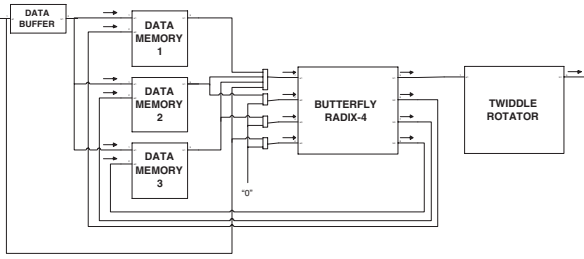 DATA
BUFFER
DATA
MEMORY
1
DATA
MEMORY
2
DATA
MEMORY
3
BUTTERFLY
RADIX-4
TWIDDLE
ROTATOR
"0"